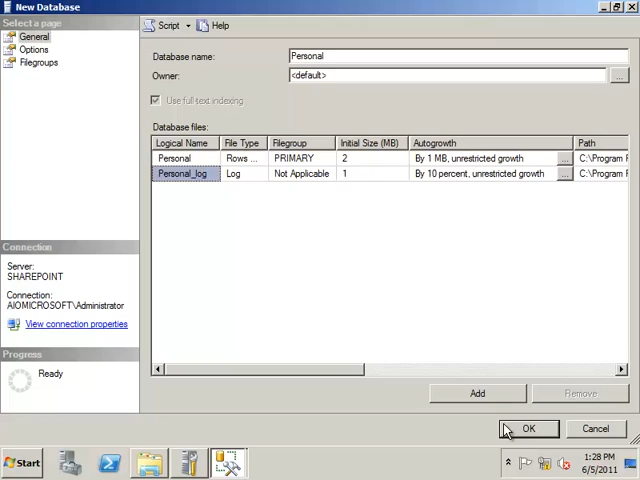 New Database
Select a page
General
Options
Filegroups
Script
Help
Database name:
Personal
Owner:
<default>
...
Use full-text indexing
Database files:
Logical Name File Type Filegroup Initial Size (MB) Autogrowth Path
Personal Rows ... PRIMARY 2 By 1 MB, unrestricted growth ... C:\Program F
Personal_log Log Not Applicable 1 By 10 percent, unrestricted growth ... C:\Program F
Connection
Server:
SHAREPOINT
Connection:
AIOMICROSOFT\Administrator
View connection properties
Progress
Ready
Add
Remove
OK
Cancel
Start
1:28 PM
6/5/2011